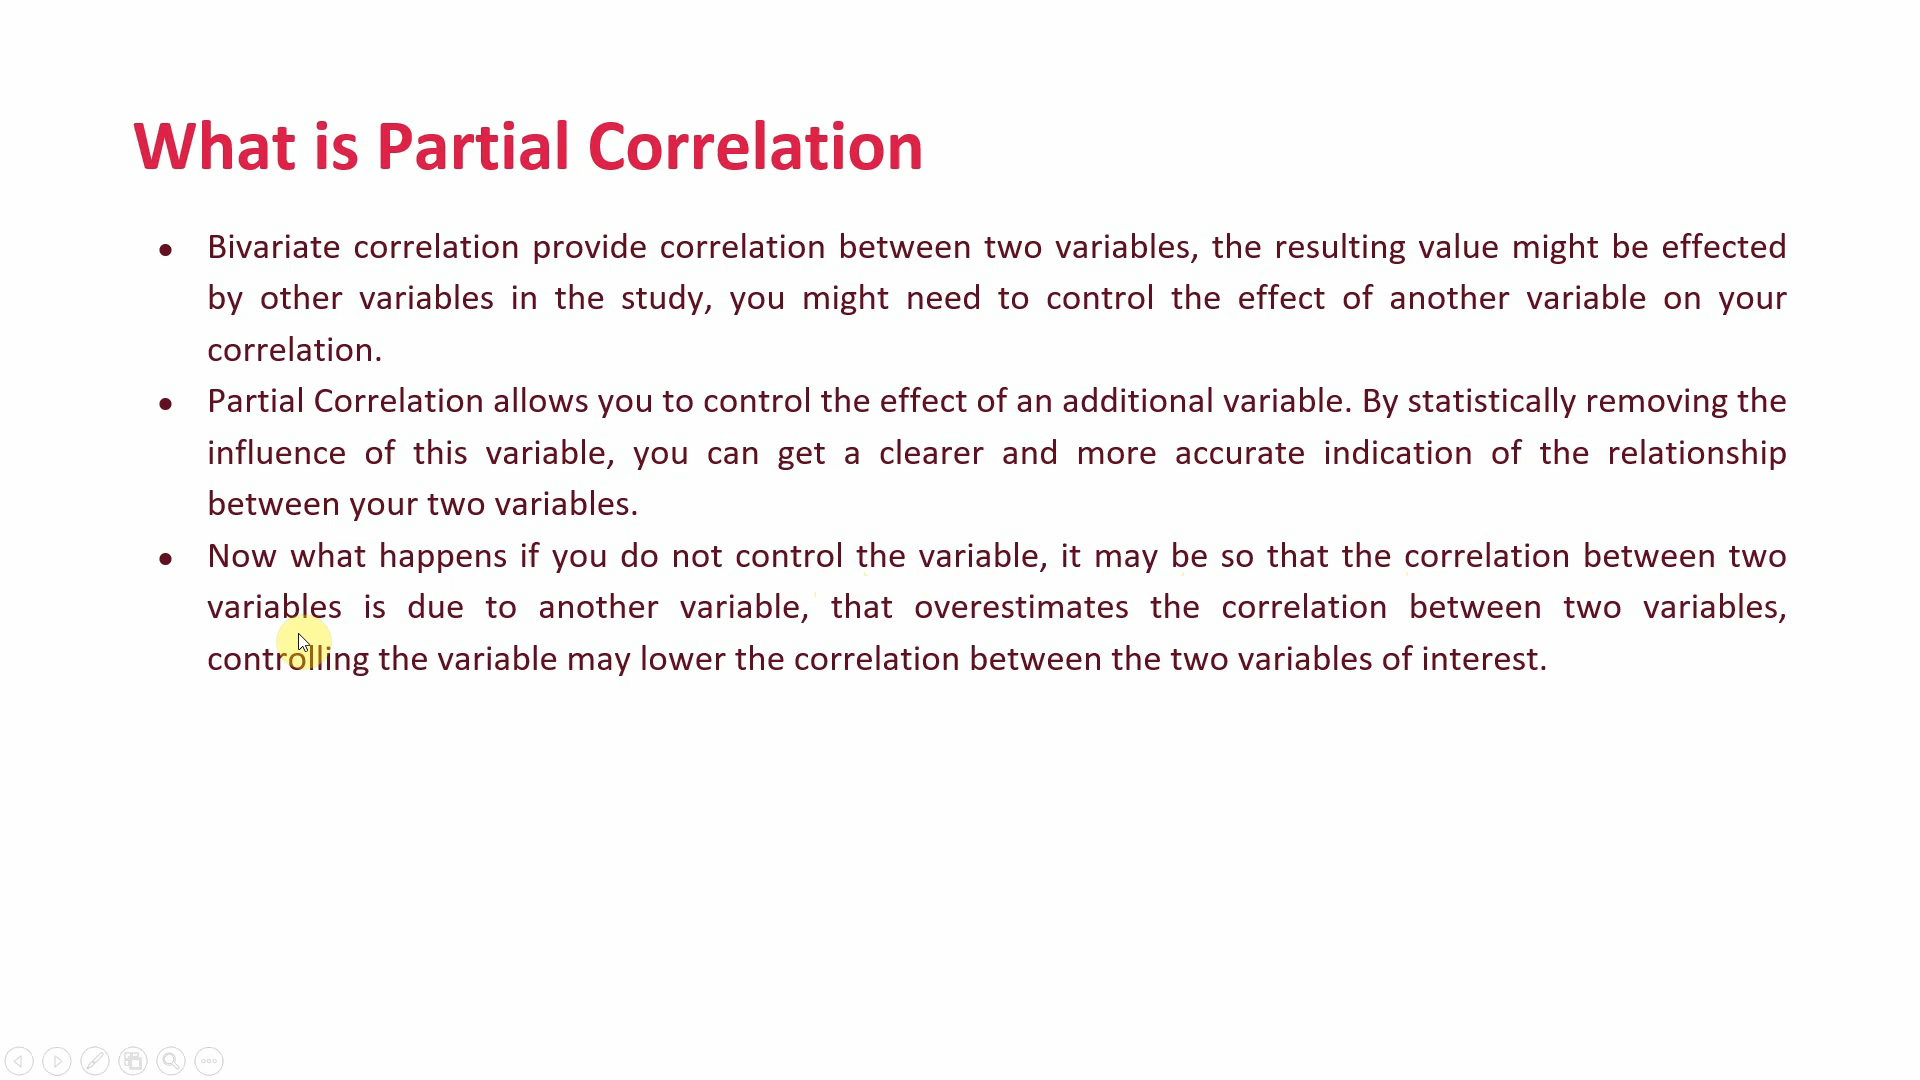 What is Partial Correlation
• Bivariate correlation provide correlation between two variables, the resulting value might be effected
by other variables in the study, you might need to control the effect of another variable on your
correlation.
• Partial Correlation allows you to control the effect of an additional variable. By statistically removing the
influence of this variable, you can get a clearer and more accurate indication of the relationship
between your two variables.
• Now what happens if you do not control the variable, it may be so that the correlation between two
variables is due to another variable, that overestimates the correlation between two variables,
controlling the variable may lower the correlation between the two variables of interest.